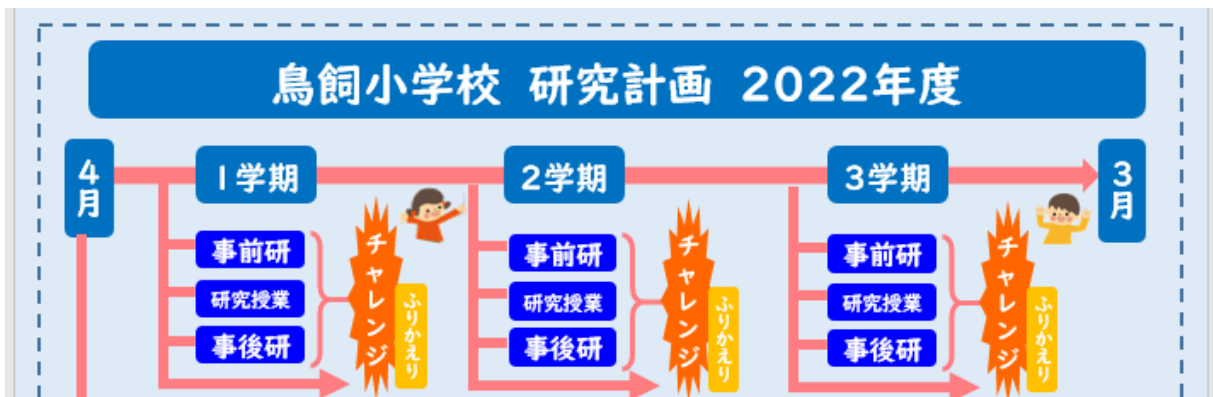 鳥飼小学校 研究計画 2022年度
4月
1学期
2学期
3学期
3月
事前研
研究授業
事後研
チャレンジ
ふりかえり
事前研
研究授業
事後研
チャレンジ
ふりかえり
事前研
研究授業
事後研
チャレンジ
ふりかえり